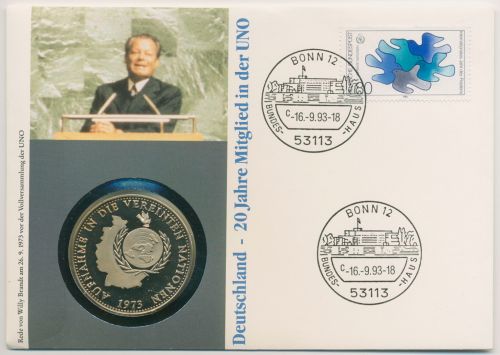 Rede von Willy Brandt am 26. 9. 1973 vor der Vollversammlung der UNO
AUFNAHME IN DIE VEREINTEN NATIONEN
1973
Deutschland - 20 Jahre Mitglied in der UNO
BONN 12
BUNDES-HAUS
c-16.-9.93-18
53113
BONN 12
BUNDES-HAUS
c-16.-9.93-18
53113